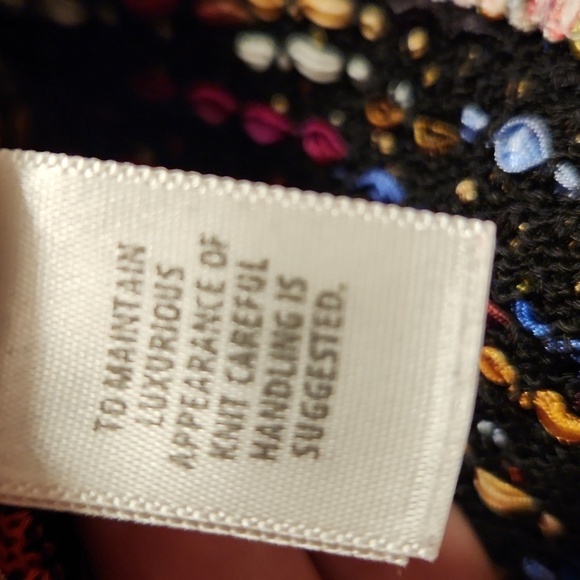 TO MAINTAIN
LUXURIOUS
APPEARANCE OF
KNIT CAREFUL
HANDLING IS
SUGGESTED.